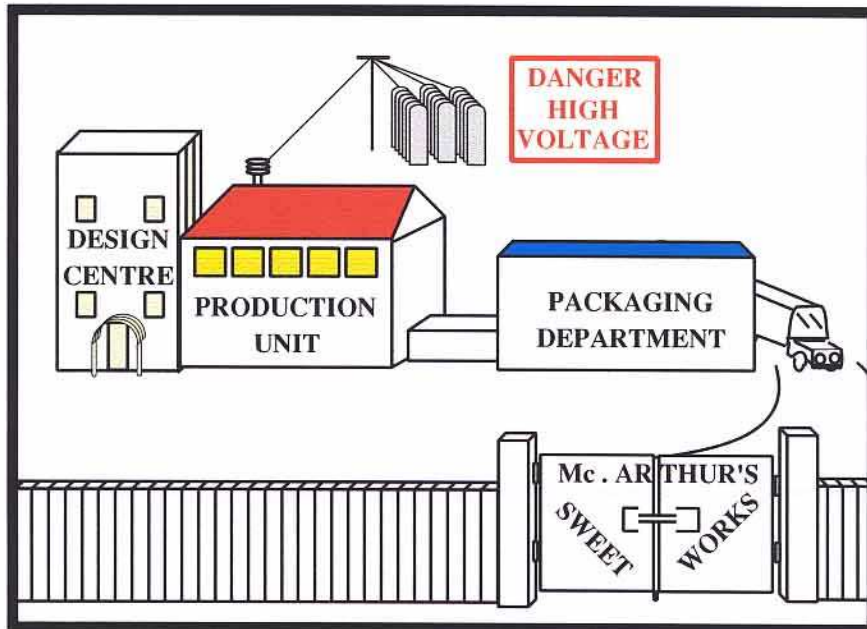 DANGER
HIGH
VOLTAGE
DESIGN
CENTRE
PRODUCTION
UNIT
PACKAGING
DEPARTMENT
Mc . ARTHUR'S
SWEET WORKS